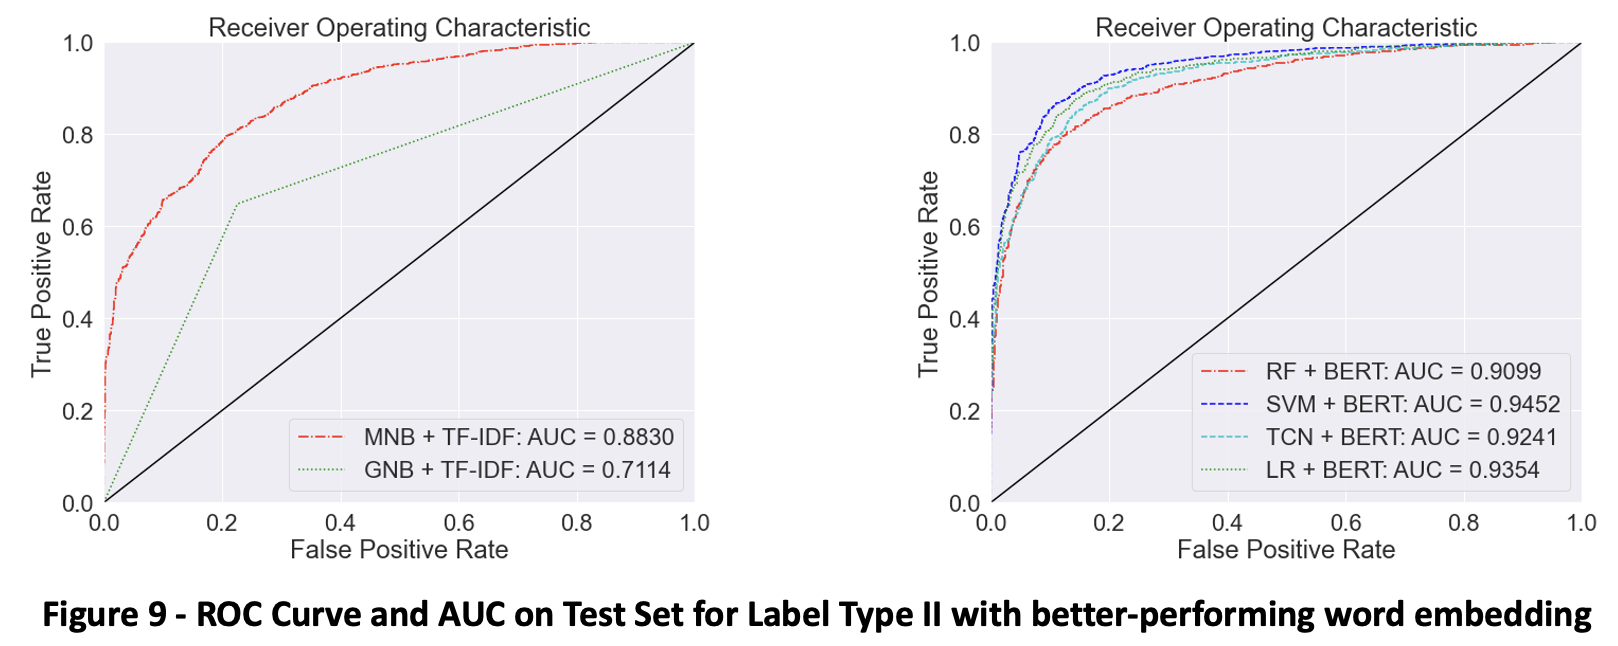 Receiver Operating Characteristic
1.0
0.8
0.6
0.4
0.2
0.0
True Positive Rate
MNB + TF-IDF: AUC = 0.8830
GNB + TF-IDF: AUC = 0.7114
0.0 0.2 0.4 0.6 0.8 1.0
False Positive Rate
Receiver Operating Characteristic
1.0
0.8
0.6
0.4
0.2
0.0
True Positive Rate
RF + BERT: AUC = 0.9099
SVM + BERT: AUC = 0.9452
TCN + BERT: AUC = 0.9241
LR + BERT: AUC = 0.9354
0.0 0.2 0.4 0.6 0.8 1.0
False Positive Rate
Figure 9 - ROC Curve and AUC on Test Set for Label Type II with better-performing word embedding